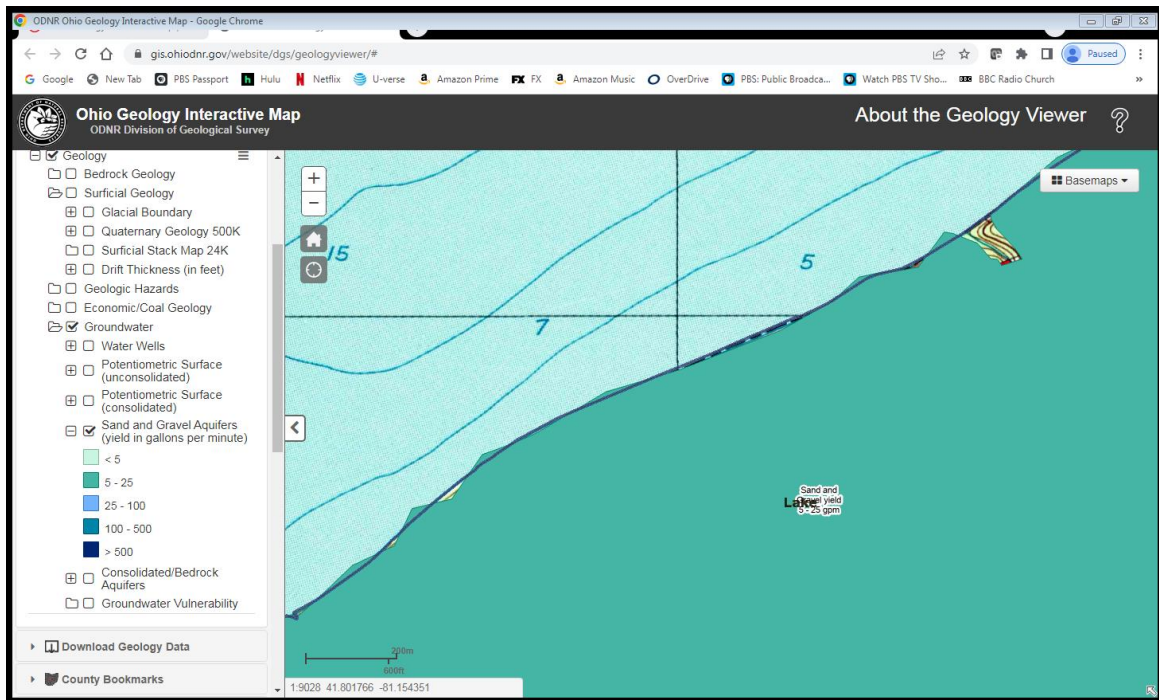 ODNR Ohio Geology Interactive Map - Google Chrome
gis.ohiodnr.gov/website/dgs/geologyviewer/#
Paused
Google New Tab PBS Passport Hulu Netflix U-verse Amazon Prime FX Amazon Music OverDrive PBS: Public Broadca... Watch PBS TV Sho... BBC Radio Church »
Ohio Geology Interactive Map
ODNR Division of Geological Survey
About the Geology Viewer
Geology
Bedrock Geology
Surficial Geology
Glacial Boundary
Quaternary Geology 500K
Surficial Stack Map 24K
Drift Thickness (in feet)
Geologic Hazards
Economic/Coal Geology
Groundwater
Water Wells
Potentiometric Surface
(unconsolidated)
Potentiometric Surface
(consolidated)
Sand and Gravel Aquifers
(yield in gallons per minute)
< 5
5 - 25
25 - 100
100 - 500
> 500
Consolidated/Bedrock
Aquifers
Groundwater Vulnerability
Download Geology Data
County Bookmarks
+
−
Basemaps
15
5
7
Sand and
Gravel yield
5 - 25 gpm
Lake
200m
600ft
1:9028 41.801766 -81.154351